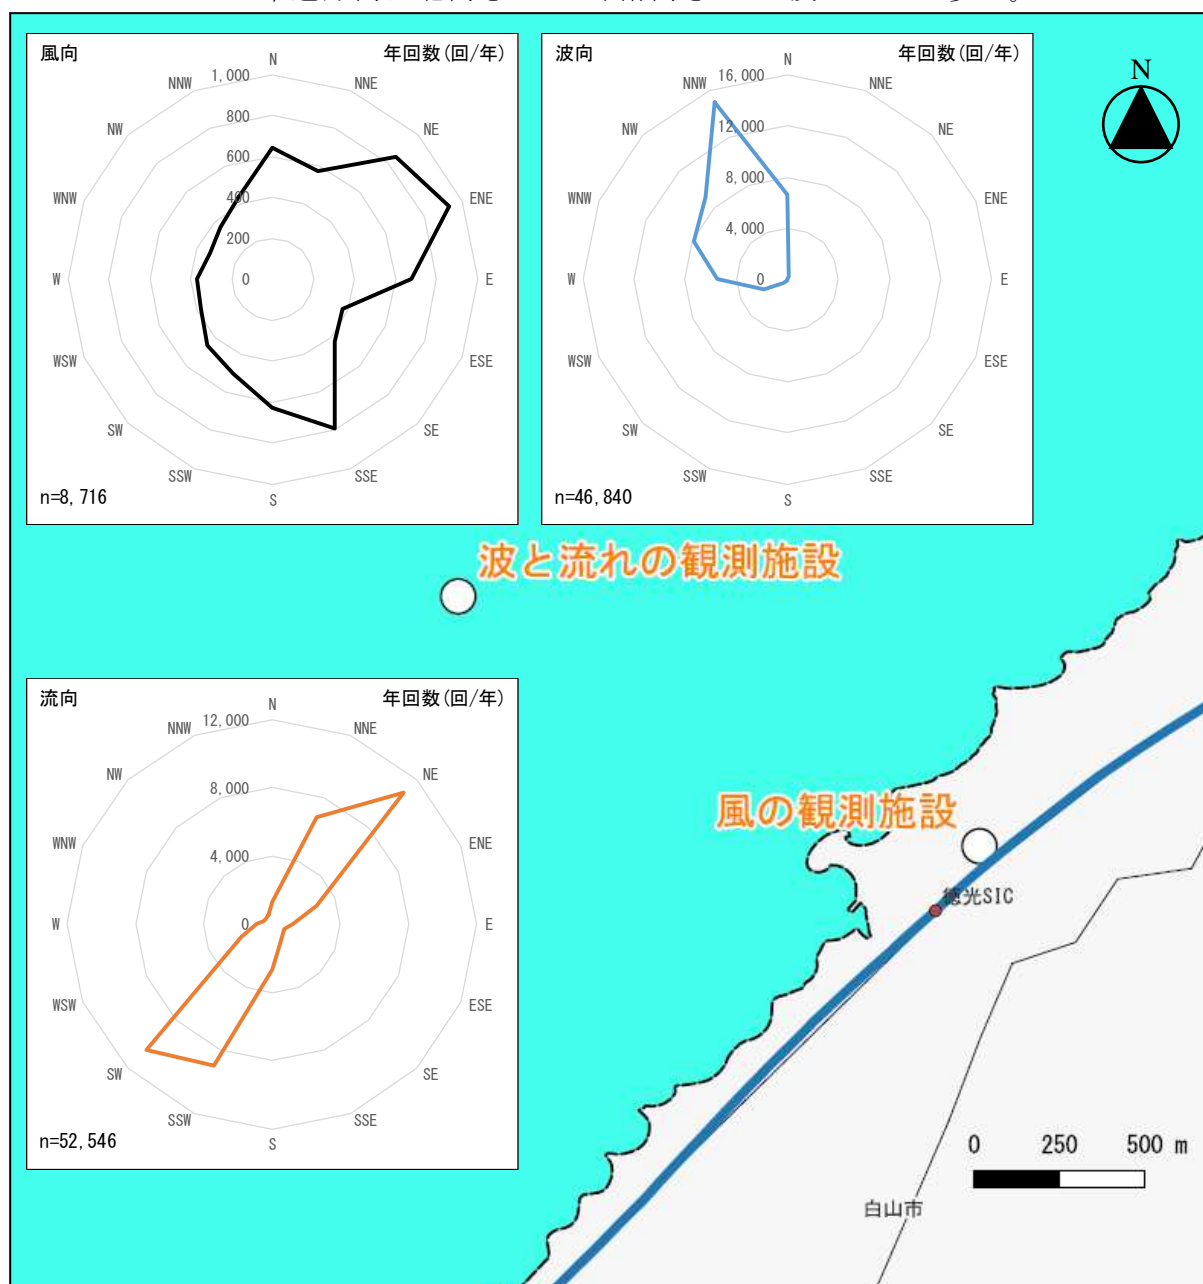 風向
年回数(回/年)
N
NNE
NE
ENE
E
ESE
SE
SSE
S
SSW
SW
WSW
W
WNW
NW
NNW
1,000
800
600
400
200
0
n=8,716
波向
年回数(回/年)
N
NNE
NE
ENE
E
ESE
SE
SSE
S
SSW
SW
WSW
W
WNW
NW
NNW
16,000
12,000
8,000
4,000
0
n=46,840
N
波と流れの観測施設
流向
年回数(回/年)
N
NNE
NE
ENE
E
ESE
SE
SSE
S
SSW
SW
WSW
W
WNW
NW
NNW
12,000
8,000
4,000
0
n=52,546
風の観測施設
徳光SIC
0 250 500 m
白山市